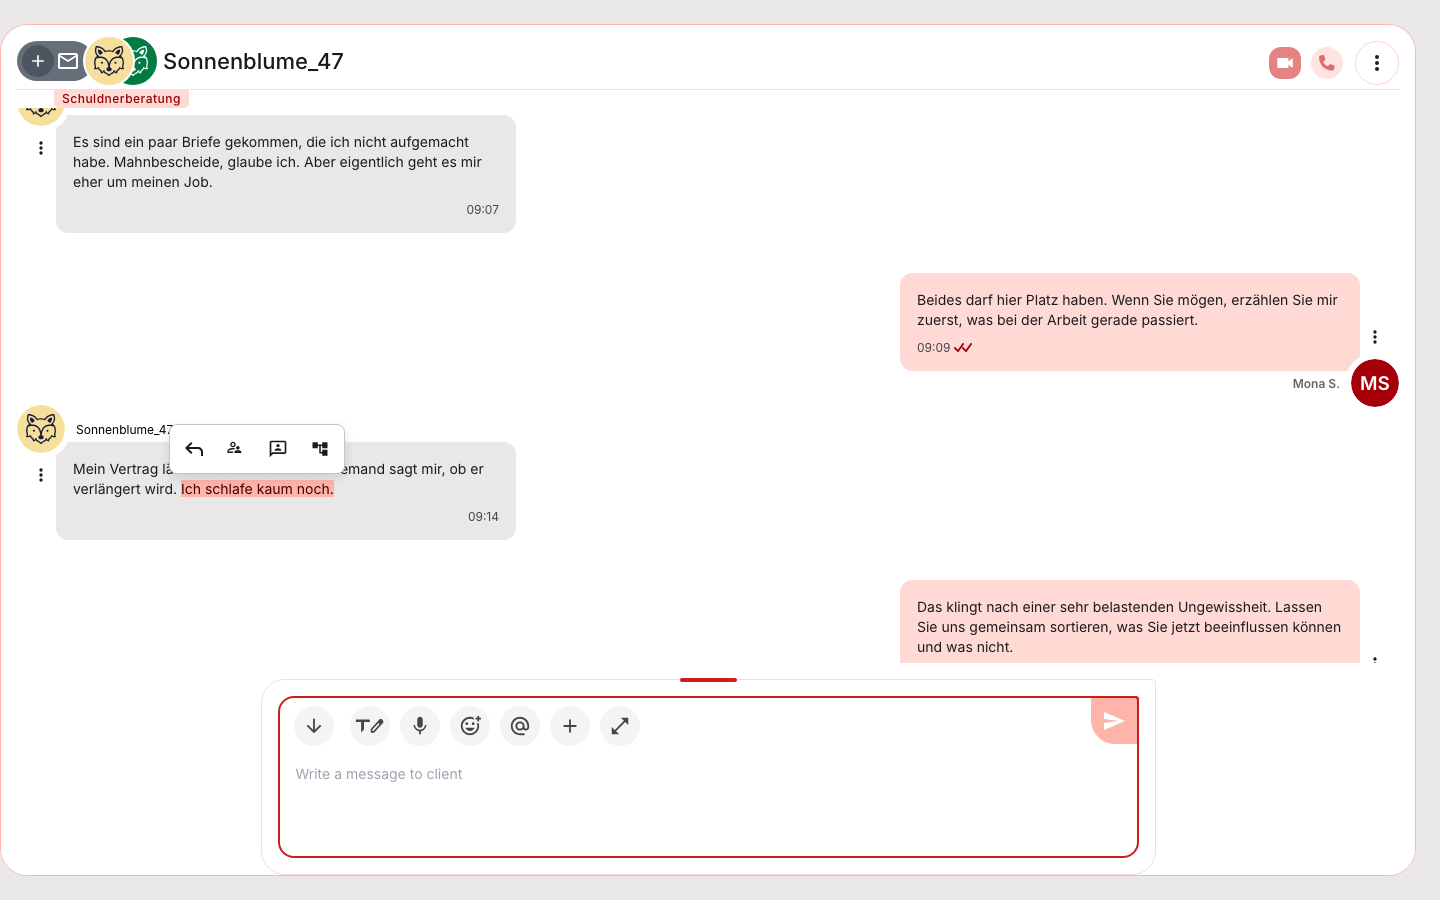 Sonnenblume_47
Schuldnerberatung
Es sind ein paar Briefe gekommen, die ich nicht aufgemacht
habe. Mahnbescheide, glaube ich. Aber eigentlich geht es mir
eher um meinen Job.
09:07
Beides darf hier Platz haben. Wenn Sie mögen, erzählen Sie mir
zuerst, was bei der Arbeit gerade passiert.
09:09
Mona S.
MS
Sonnenblume_47
Mein Vertrag emand sagt mir, ob er
verlängert wird. Ich schlafe kaum noch.
09:14
Das klingt nach einer sehr belastenden Ungewissheit. Lassen
Sie uns gemeinsam sortieren, was Sie jetzt beeinflussen können
und was nicht.
Write a message to client